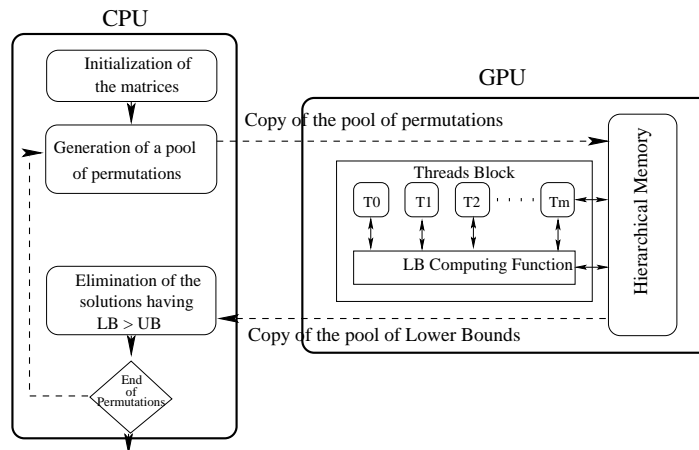 CPU
Initialization of
the matrices
Generation of a pool
of permutations
Elimination of the
solutions having
LB > UB
End
of
Permutations
GPU
Copy of the pool of permutations
Threads Block
T0 T1 T2 . . . . . Tm
LB Computing Function
Hierarchical Memory
Copy of the pool of Lower Bounds